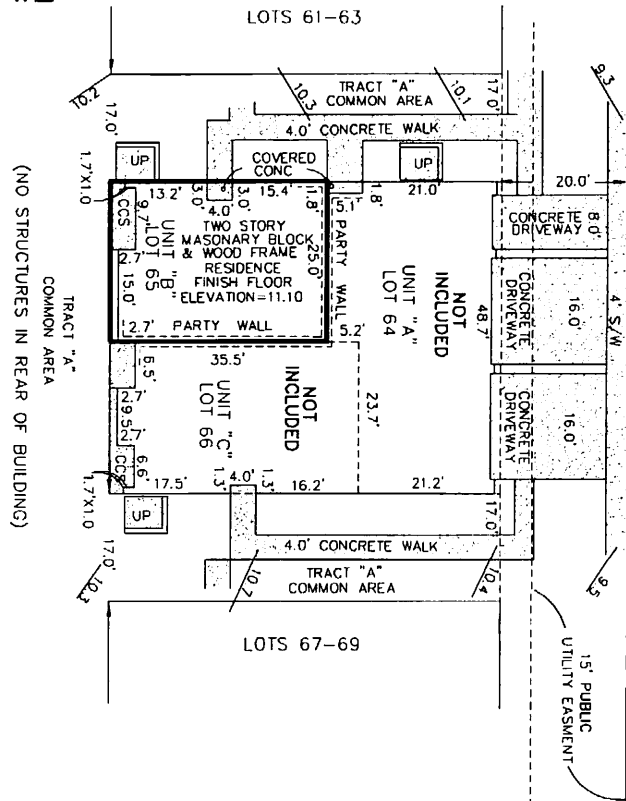 LOTS 61-63
10.2
17.0'
TRACT "A"
COMMON AREA
10.3
10.1
17.0'
9.3
4.0' CONCRETE WALK
UP
COVERED
CONC
UP
1.7'X1.0
13.2'
3.0'
3.0'
4.0'
15.4'
1.8'
1.8'
5.1'
21.0'
20.0'
CCS
9.7'
2.7'
15.0'
2.7'
UNIT "B"
LOT 65
TWO STORY
MASONARY BLOCK
& WOOD FRAME
RESIDENCE
FINISH FLOOR
ELEVATION=11.10
25.0'
PARTY WALL
PARTY WALL
5.2'
UNIT "A"
LOT 64
NOT
INCLUDED
48.7'
CONCRETE
DRIVEWAY
8.0'
CONCRETE
DRIVEWAY
16.0'
4' S/W
CONCRETE
DRIVEWAY
16.0'
35.5'
6.5'
2.7'
9.5'
2.7'
CCS
6.6'
1.7'X1.0
UNIT "C"
LOT 66
NOT
INCLUDED
23.7'
17.5'
1.3'
4.0'
1.3'
16.2'
21.2'
UP
17.0'
10.3
17.0'
4.0' CONCRETE WALK
TRACT "A"
COMMON AREA
10.7
10.4
9.5
LOTS 67-69
15' PUBLIC
UTILITY EASMENT
TRACT "A"
COMMON AREA
(NO STRUCTURES IN REAR OF BUILDING)